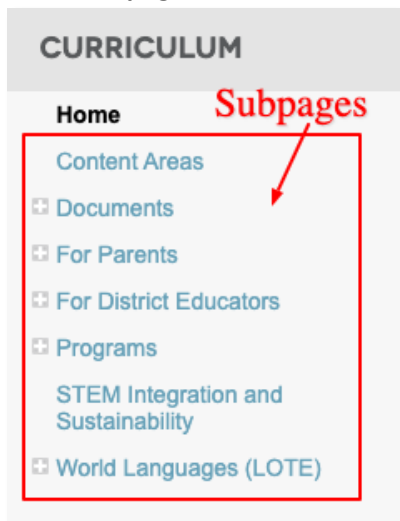 CURRICULUM
Home
Subpages
Content Areas
Documents
For Parents
For District Educators
Programs
STEM Integration and
Sustainability
World Languages (LOTE)